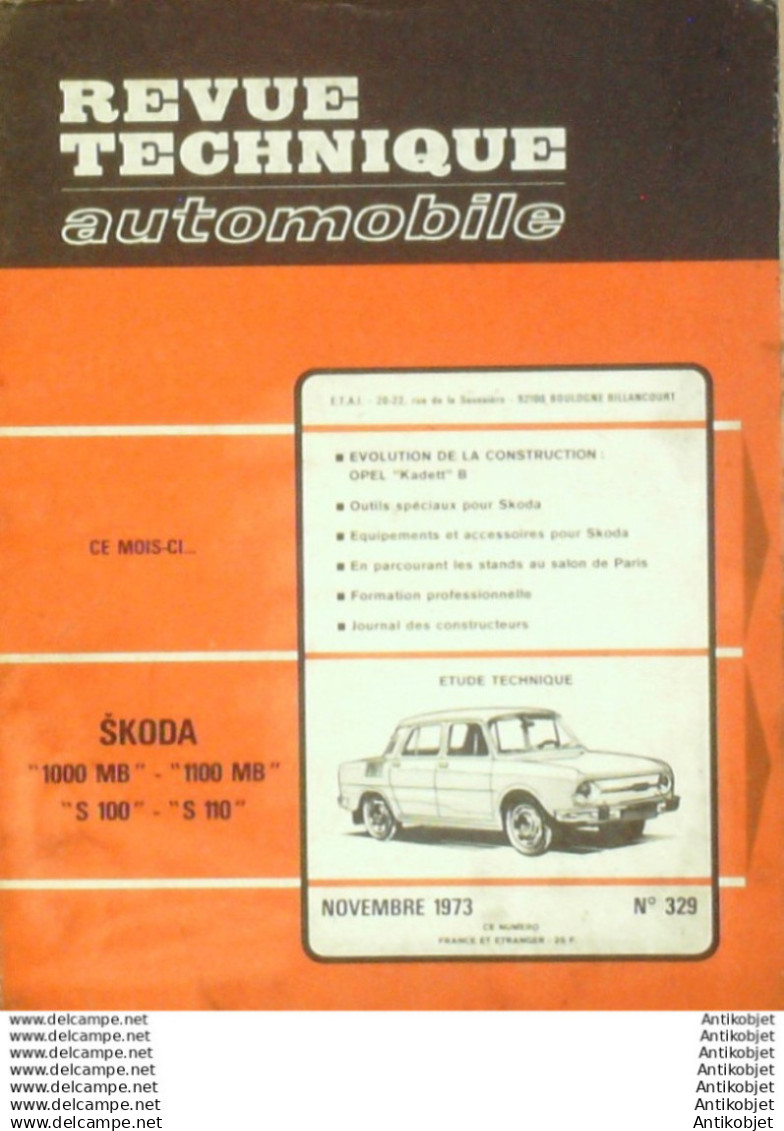 REVUE
TECHNIQUE
automobile
E.T.A.I. - 20-22, rue de la Saussière - 92100 BOULOGNE BILLANCOURT
■ EVOLUTION DE LA CONSTRUCTION :
OPEL "Kadett" B
■ Outils spéciaux pour Skoda
■ Equipements et accessoires pour Skoda
■ En parcourant les stands au salon de Paris
■ Formation professionnelle
■ Journal des constructeurs
CE MOIS-CI...
ETUDE TECHNIQUE
ŠKODA
"1000 MB" - "1100 MB"
"S 100" - "S 110"
NOVEMBRE 1973 N° 329
CE NUMERO
FRANCE ET ETRANGER : 25 F.
www.delcampe.net Antikobjet
www.delcampe.net Antikobjet
www.delcampe.net Antikobjet
www.delcampe.net Antikobjet
www.delcampe.net Antikobjet
www.delcampe.net Antikobjet
www.delcampe.net Antikobjet